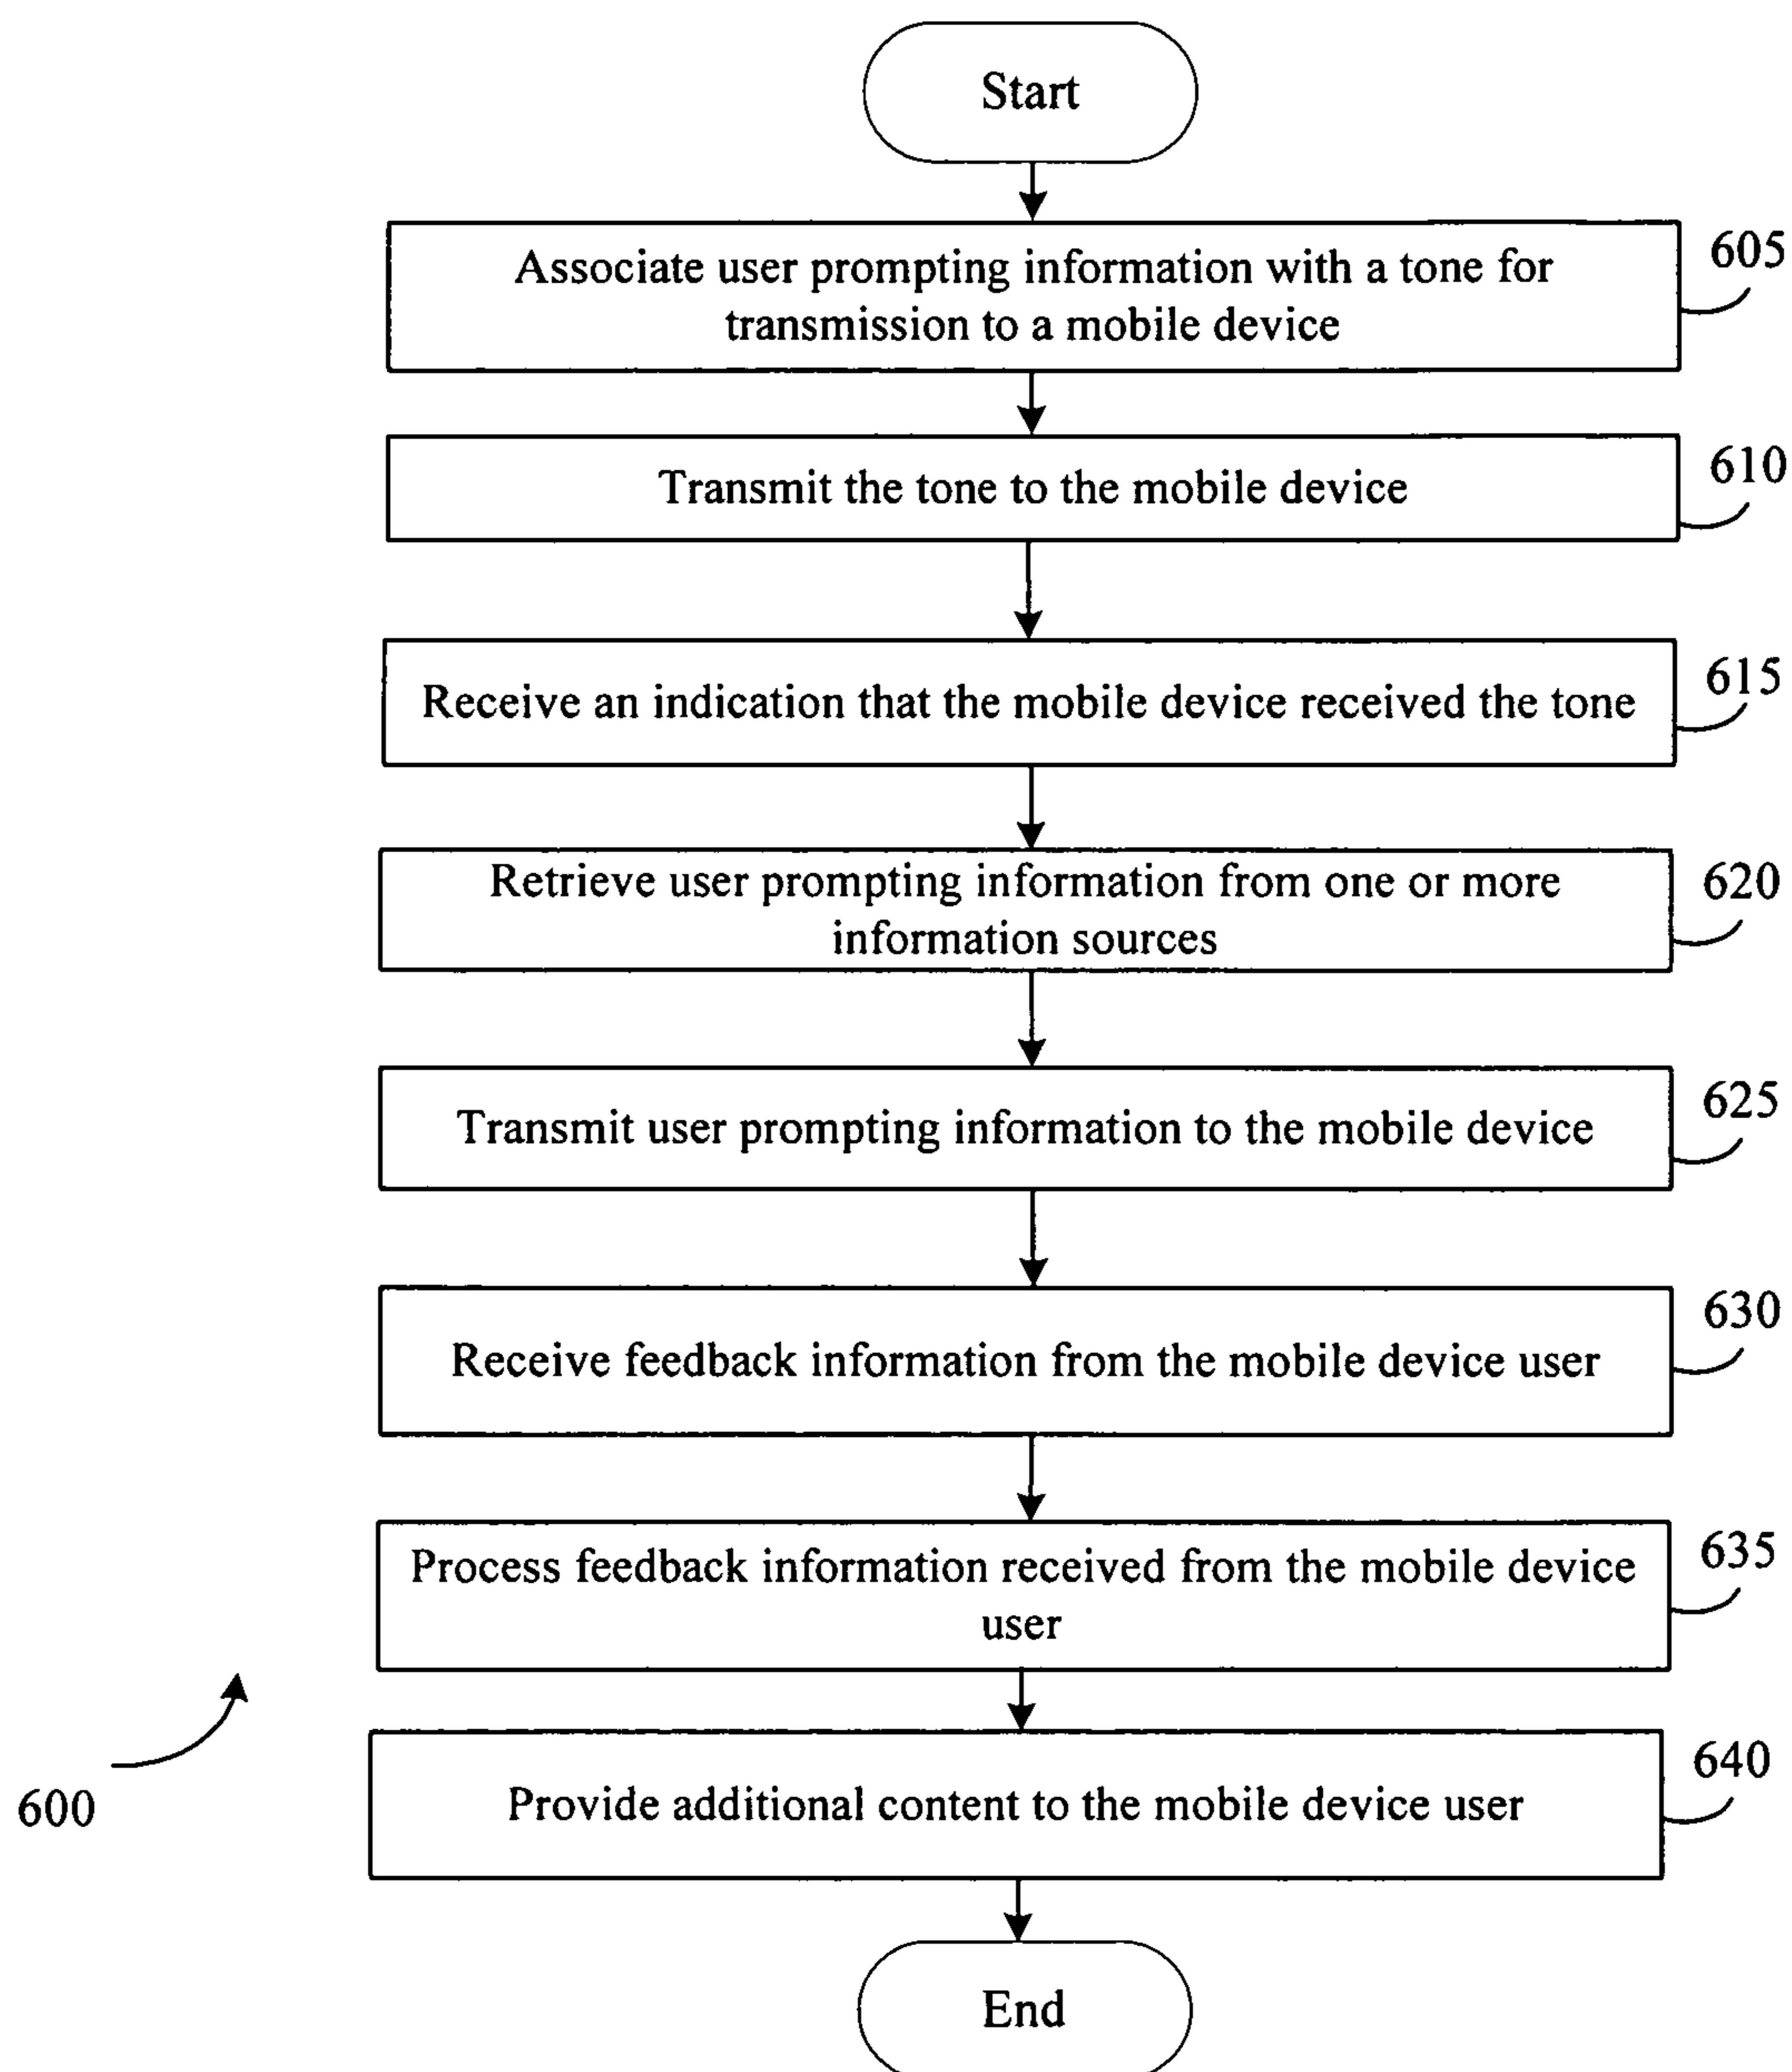 Start
Associate user prompting information with a tone for
transmission to a mobile device
605
Transmit the tone to the mobile device
610
Receive an indication that the mobile device received the tone
615
Retrieve user prompting information from one or more
information sources
620
Transmit user prompting information to the mobile device
625
Receive feedback information from the mobile device user
630
Process feedback information received from the mobile device
user
635
Provide additional content to the mobile device user
640
600
End